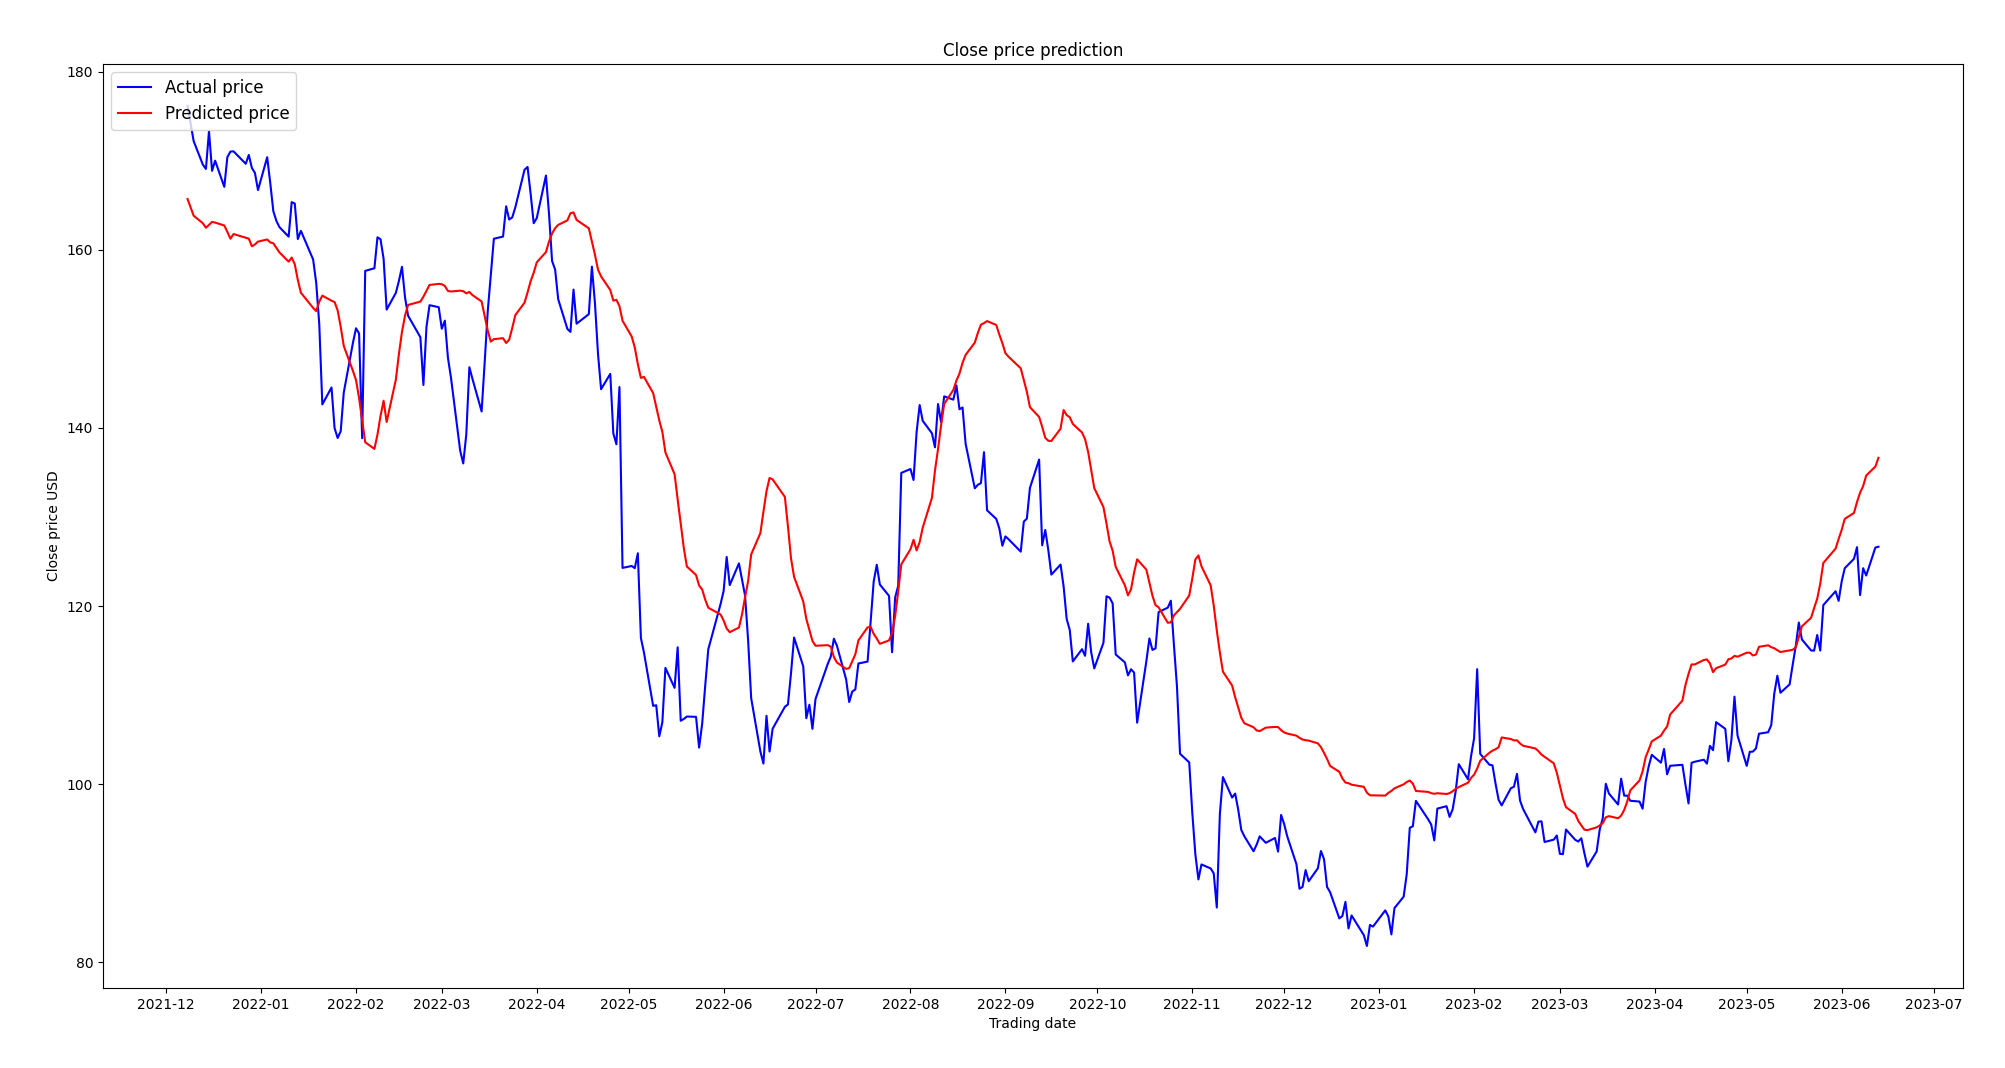 Close price prediction
Actual price
Predicted price
Close price USD
180
160
140
120
100
80
2021-12 2022-01 2022-02 2022-03 2022-04 2022-05 2022-06 2022-07 2022-08 2022-09 2022-10 2022-11 2022-12 2023-01 2023-02 2023-03 2023-04 2023-05 2023-06 2023-07
Trading date